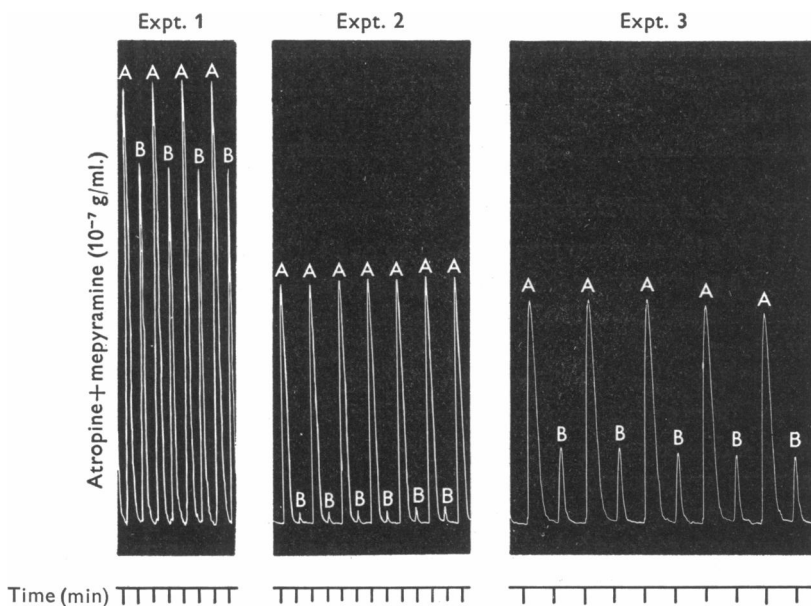 Expt. 1
Expt. 2
Expt. 3
Atropine+mepyramine (10⁻⁷ g/ml.)
A A A A
B B B B
A A A A A A A
B B B B B B
A A A A A
B B B B B
Time (min)